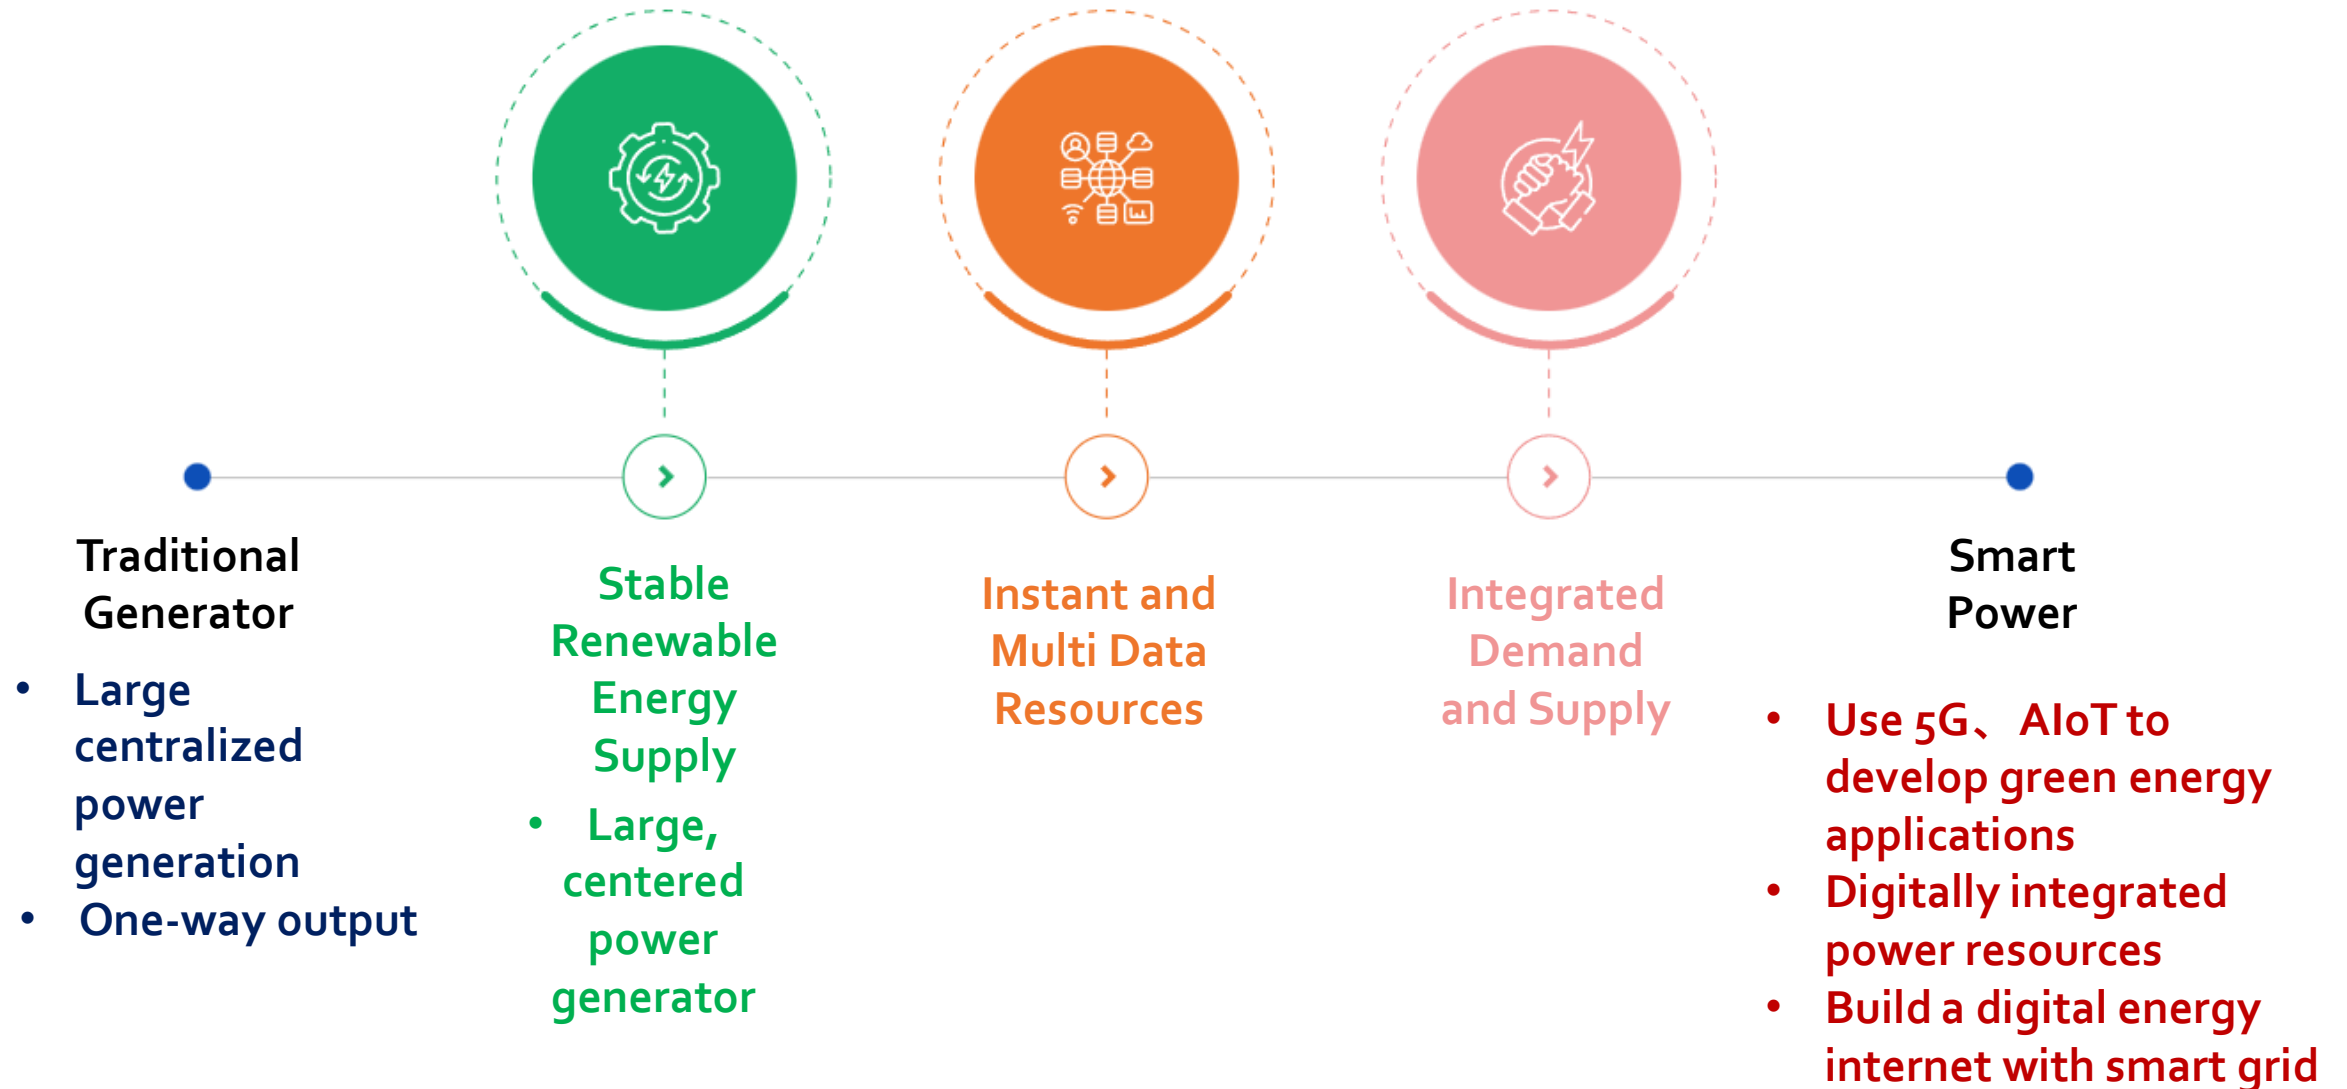 Traditional
Generator
• Large
centralized
power
generation
• One-way output
Stable
Renewable
Energy
Supply
• Large,
centered
power
generator
Instant and
Multi Data
Resources
Integrated
Demand
and Supply
Smart
Power
• Use 5G、AIoT to
develop green energy
applications
• Digitally integrated
power resources
• Build a digital energy
internet with smart grid